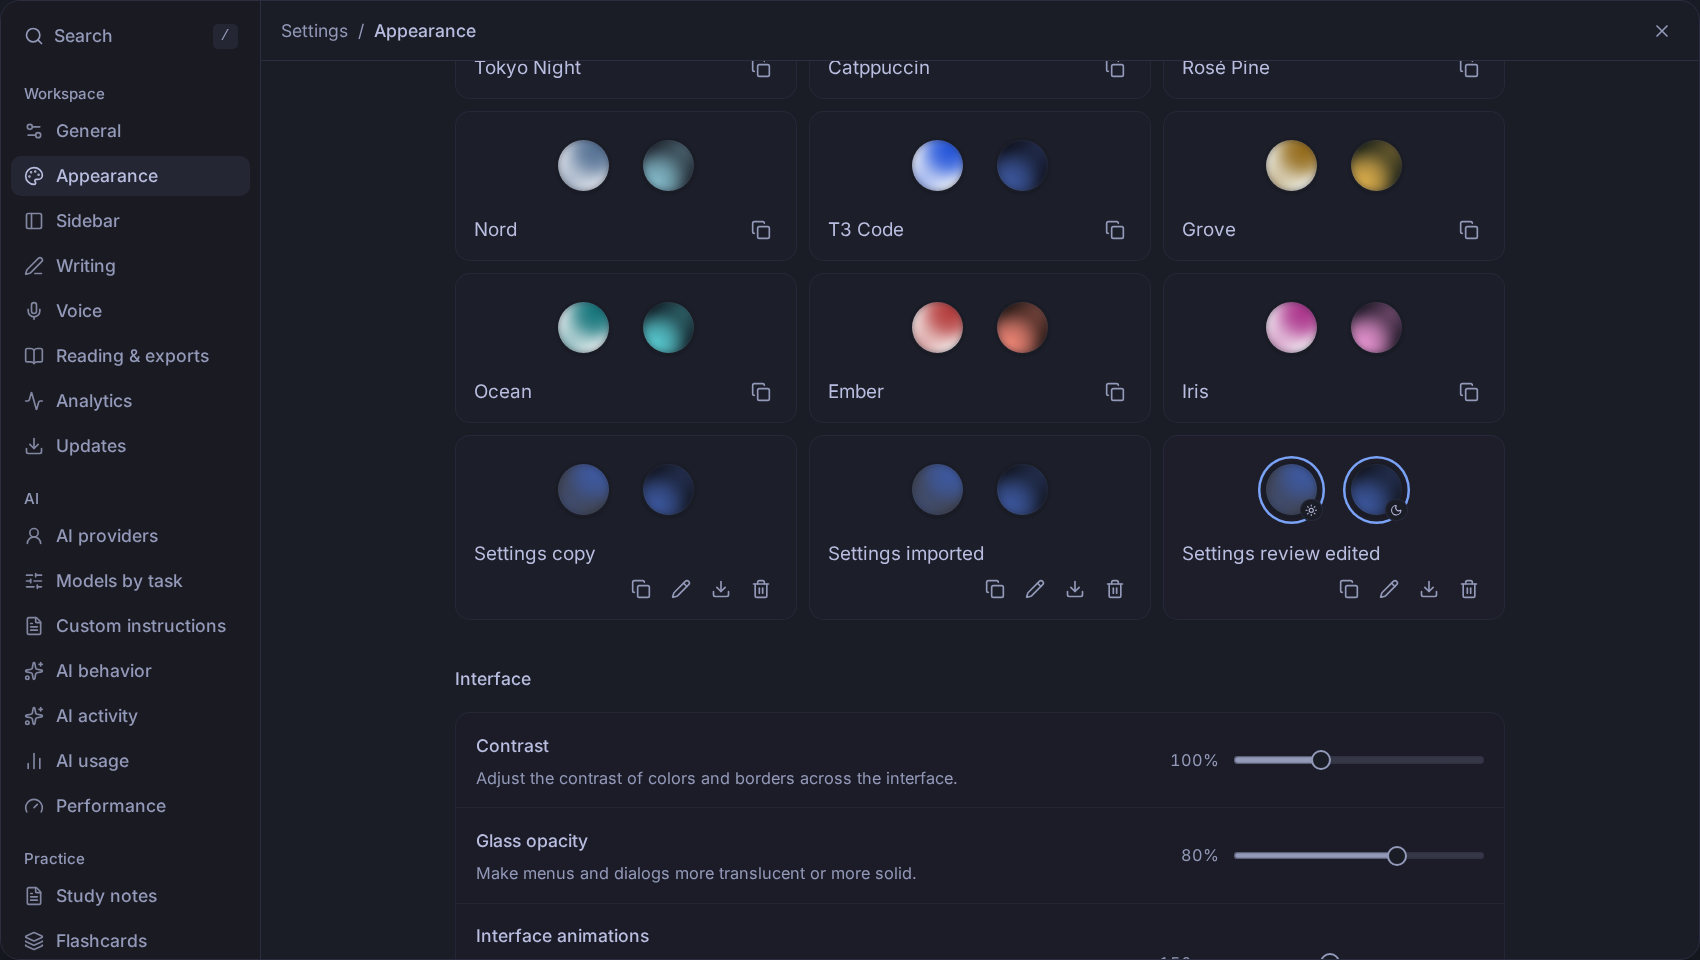 Search
/
Settings / Appearance
Workspace
General
Appearance
Sidebar
Writing
Voice
Reading & exports
Analytics
Updates
AI
AI providers
Models by task
Custom instructions
AI behavior
AI activity
AI usage
Performance
Practice
Study notes
Flashcards
Tokyo Night
Catppuccin
Rosé Pine
Nord
T3 Code
Grove
Ocean
Ember
Iris
Settings copy
Settings imported
Settings review edited
Interface
Contrast
Adjust the contrast of colors and borders across the interface.
100%
Glass opacity
Make menus and dialogs more translucent or more solid.
80%
Interface animations